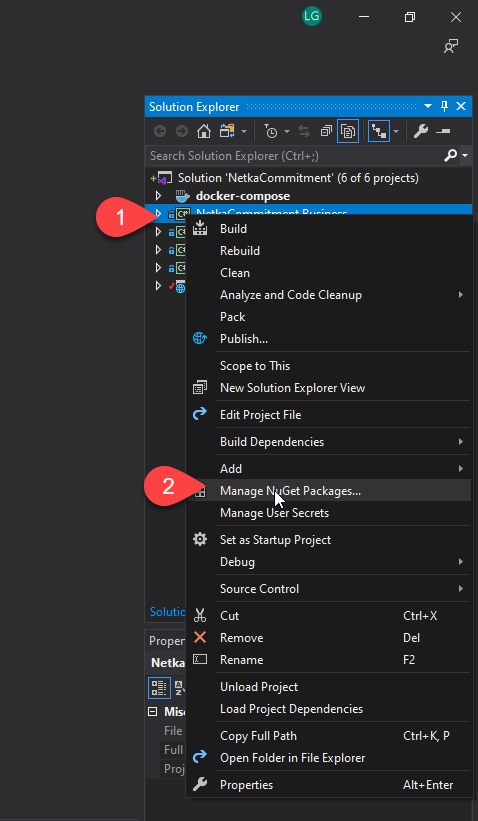 LG
Solution Explorer
Search Solution Explorer (Ctrl+;)
Solution 'NetkaCommitment' (6 of 6 projects)
docker-compose
1
NetkaCommitment.Business
Build
Rebuild
Clean
Analyze and Code Cleanup
Pack
Publish...
Scope to This
New Solution Explorer View
Edit Project File
Build Dependencies
Add
2
Manage NuGet Packages...
Manage User Secrets
Set as Startup Project
Debug
Source Control
Cut Ctrl+X
Remove Del
Rename F2
Unload Project
Load Project Dependencies
Copy Full Path Ctrl+K, P
Open Folder in File Explorer
Properties Alt+Enter
Solutic
Proper
Netka
Misc
File
Full
Proj